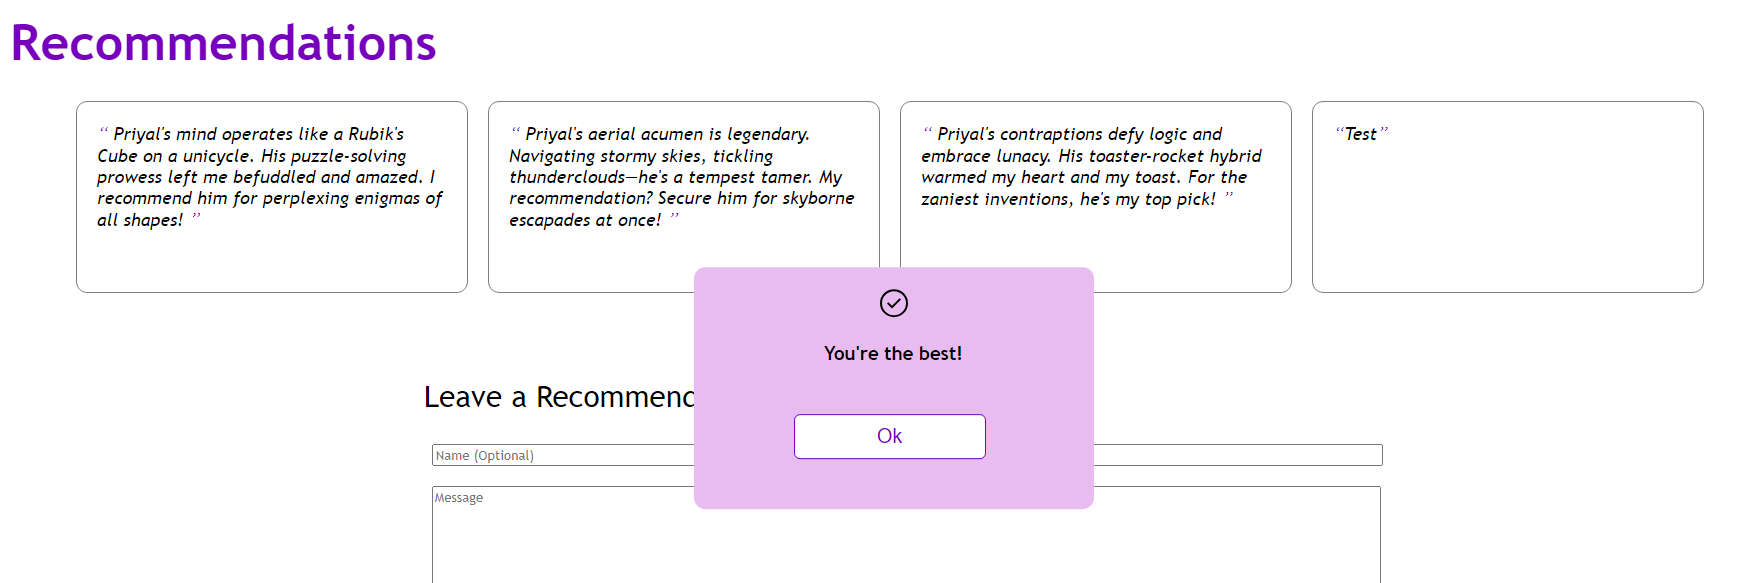 Recommendations
“ Priyal's mind operates like a Rubik's
Cube on a unicycle. His puzzle-solving
prowess left me befuddled and amazed. I
recommend him for perplexing enigmas of
all shapes! ”
“ Priyal's aerial acumen is legendary.
Navigating stormy skies, tickling
thunderclouds—he's a tempest tamer. My
recommendation? Secure him for skyborne
escapades at once! ”
“ Priyal's contraptions defy logic and
embrace lunacy. His toaster-rocket hybrid
warmed my heart and my toast. For the
zaniest inventions, he's my top pick! ”
“Test”
You're the best!
Ok
Leave a Recommend
Name (Optional)
Message